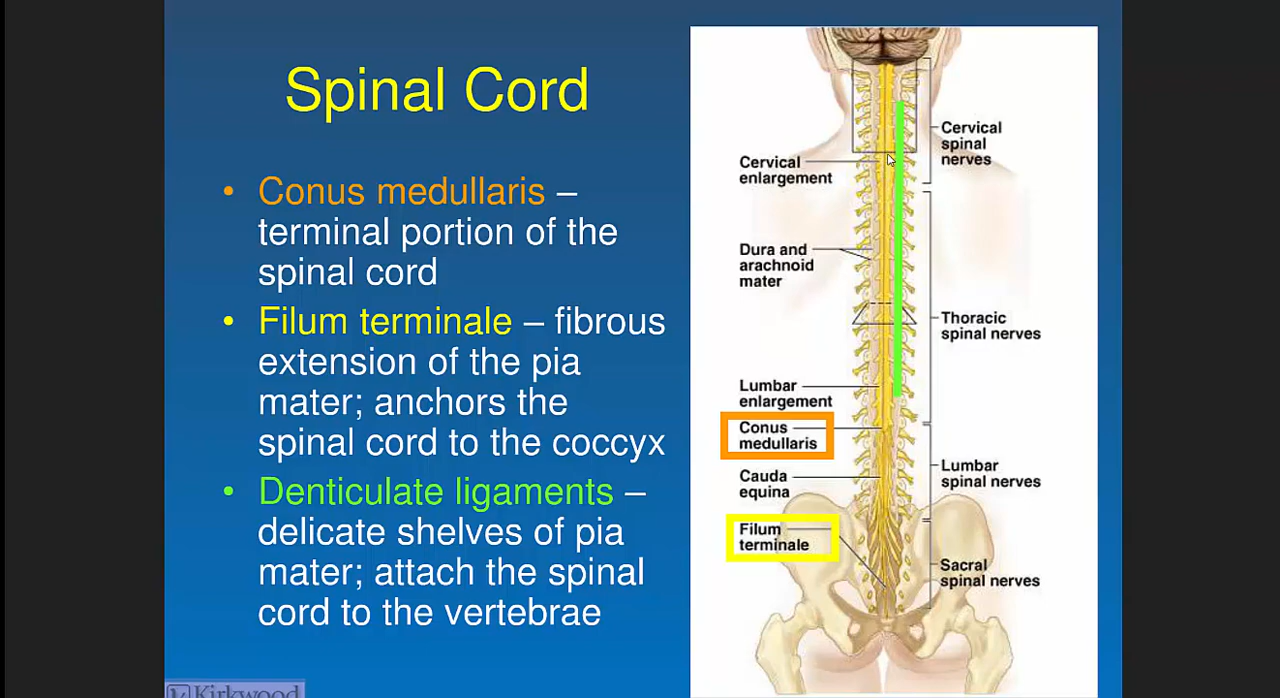 Spinal Cord
• Conus medullaris –
terminal portion of the
spinal cord
• Filum terminale – fibrous
extension of the pia
mater; anchors the
spinal cord to the coccyx
• Denticulate ligaments –
delicate shelves of pia
mater; attach the spinal
cord to the vertebrae
Cervical
enlargement
Dura and
arachnoid
mater
Lumbar
enlargement
Conus
medullaris
Cauda
equina
Filum
terminale
Cervical
spinal
nerves
Thoracic
spinal nerves
Lumbar
spinal nerves
Sacral
spinal nerves
Kirkwood